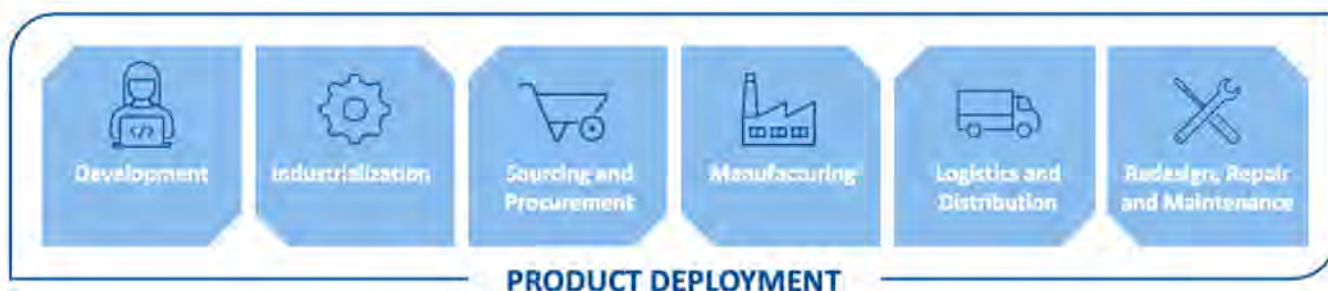 </>
Development
Industrialization
Sourcing and
Procurement
Manufacturing
Logistics and
Distribution
Redesign, Repair
and Maintenance
PRODUCT DEPLOYMENT